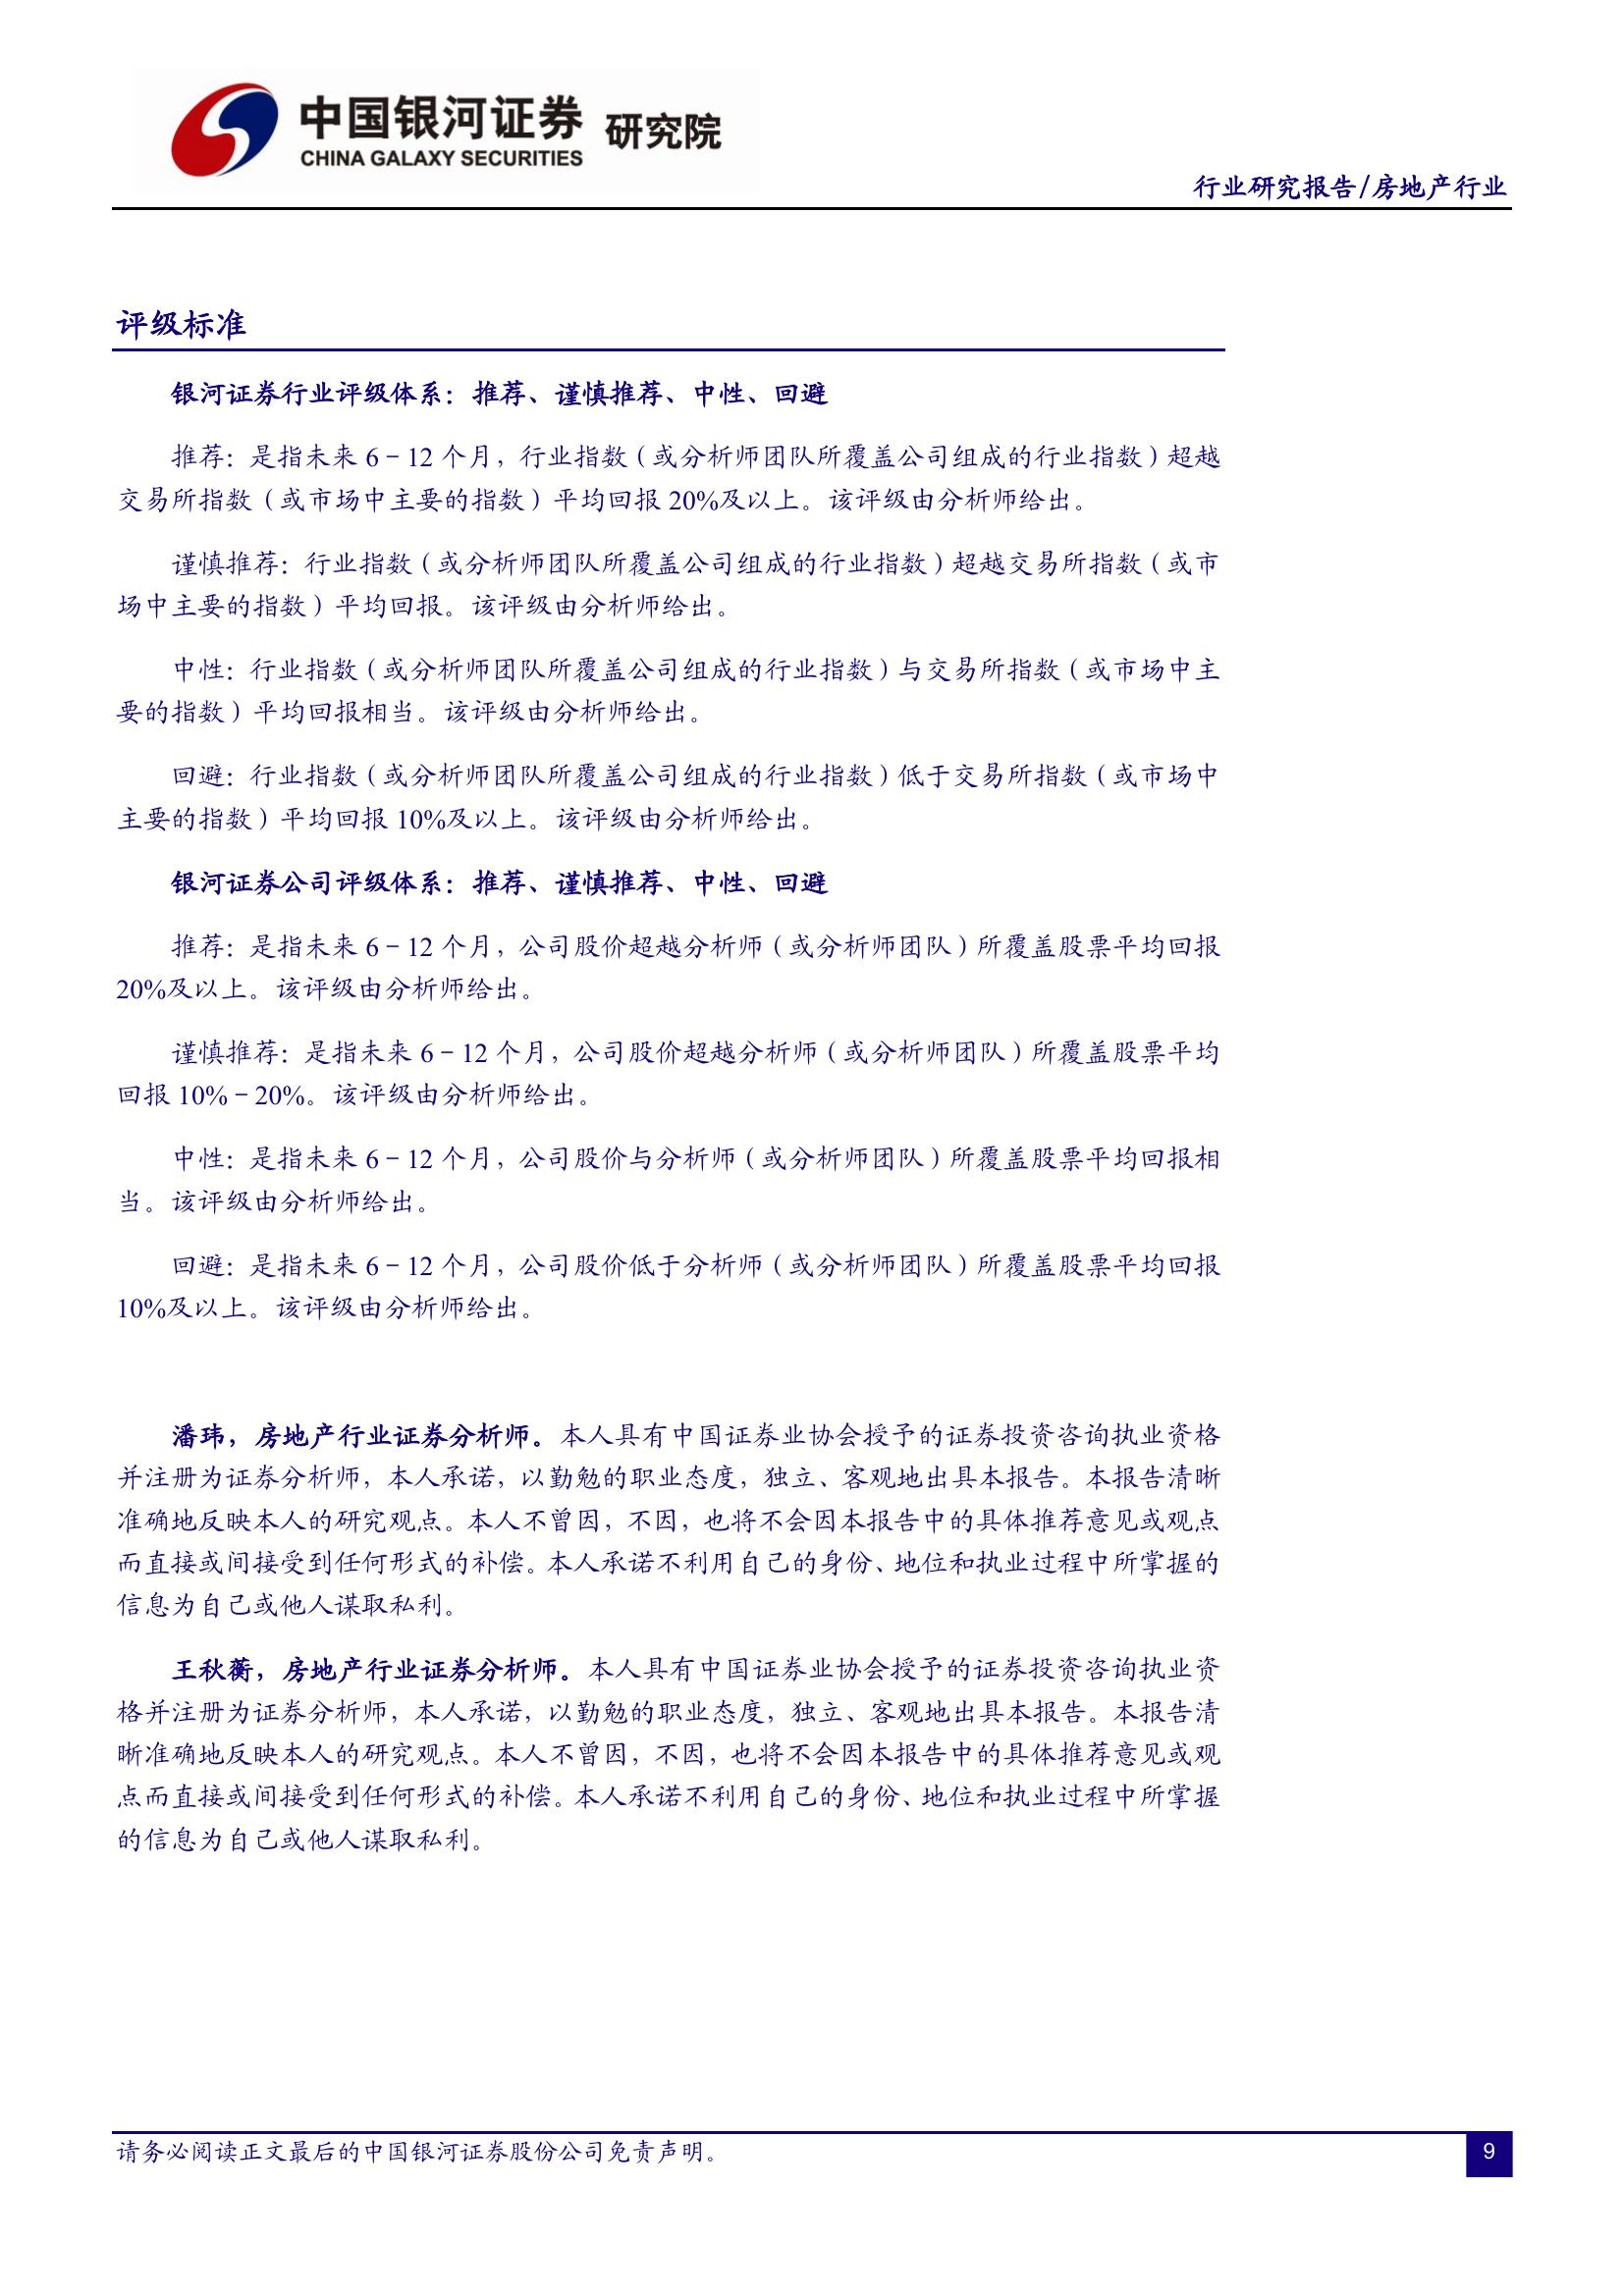 中国银河证券 研究院
CHINA GALAXY SECURITIES
行业研究报告/房地产行业
评级标准
银河证券行业评级体系：推荐、谨慎推荐、中性、回避
推荐：是指未来 6－12 个月，行业指数（或分析师团队所覆盖公司组成的行业指数）超越
交易所指数（或市场中主要的指数）平均回报 20%及以上。该评级由分析师给出。
谨慎推荐：行业指数（或分析师团队所覆盖公司组成的行业指数）超越交易所指数（或市
场中主要的指数）平均回报。该评级由分析师给出。
中性：行业指数（或分析师团队所覆盖公司组成的行业指数）与交易所指数（或市场中主
要的指数）平均回报相当。该评级由分析师给出。
回避：行业指数（或分析师团队所覆盖公司组成的行业指数）低于交易所指数（或市场中
主要的指数）平均回报 10%及以上。该评级由分析师给出。
银河证券公司评级体系：推荐、谨慎推荐、中性、回避
推荐：是指未来 6－12 个月，公司股价超越分析师（或分析师团队）所覆盖股票平均回报
20%及以上。该评级由分析师给出。
谨慎推荐：是指未来 6－12 个月，公司股价超越分析师（或分析师团队）所覆盖股票平均
回报 10%－20%。该评级由分析师给出。
中性：是指未来 6－12 个月，公司股价与分析师（或分析师团队）所覆盖股票平均回报相
当。该评级由分析师给出。
回避：是指未来 6－12 个月，公司股价低于分析师（或分析师团队）所覆盖股票平均回报
10%及以上。该评级由分析师给出。
潘玮，房地产行业证券分析师。本人具有中国证券业协会授予的证券投资咨询执业资格
并注册为证券分析师，本人承诺，以勤勉的职业态度，独立、客观地出具本报告。本报告清晰
准确地反映本人的研究观点。本人不曾因，不因，也将不会因本报告中的具体推荐意见或观点
而直接或间接受到任何形式的补偿。本人承诺不利用自己的身份、地位和执业过程中所掌握的
信息为自己或他人谋取私利。
王秋蘅，房地产行业证券分析师。本人具有中国证券业协会授予的证券投资咨询执业资
格并注册为证券分析师，本人承诺，以勤勉的职业态度，独立、客观地出具本报告。本报告清
晰准确地反映本人的研究观点。本人不曾因，不因，也将不会因本报告中的具体推荐意见或观
点而直接或间接受到任何形式的补偿。本人承诺不利用自己的身份、地位和执业过程中所掌握
的信息为自己或他人谋取私利。
请务必阅读正文最后的中国银河证券股份公司免责声明。
9